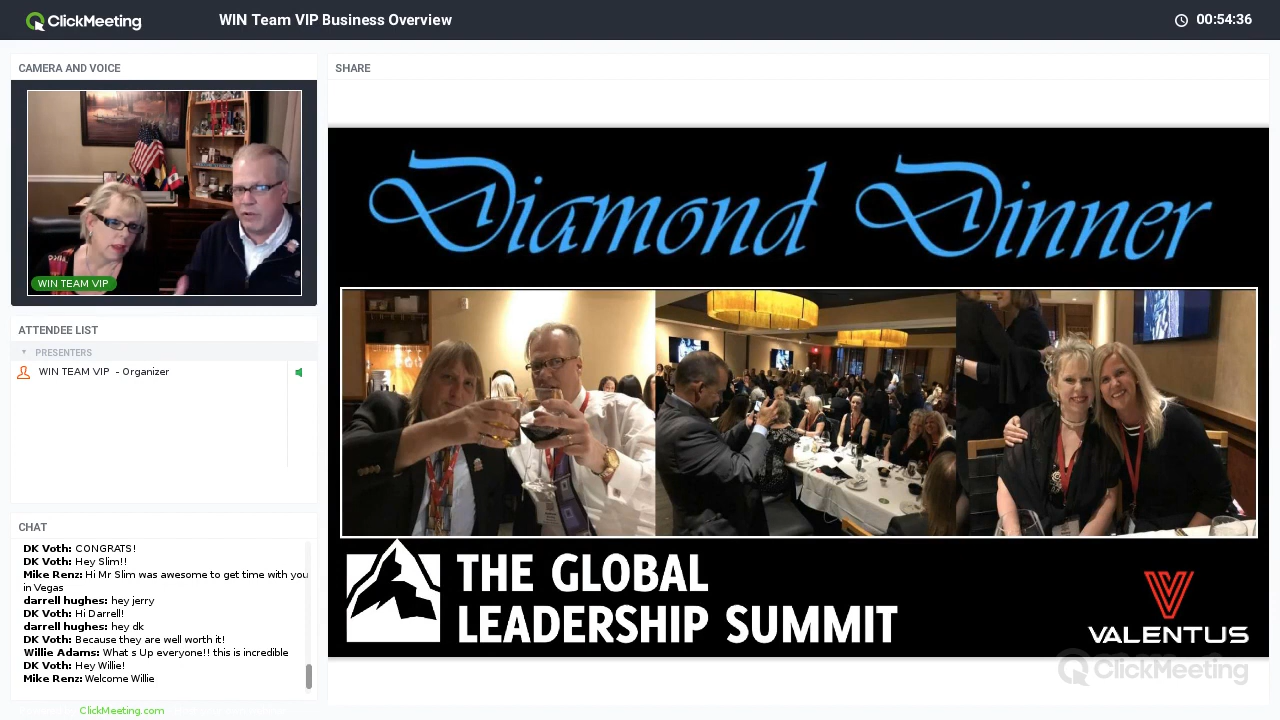 ClickMeeting
WIN Team VIP Business Overview
00:54:36
CAMERA AND VOICE
WIN TEAM VIP
ATTENDEE LIST
PRESENTERS
WIN TEAM VIP - Organizer
CHAT
DK Voth: CONGRATS!
DK Voth: Hey Slim!!
Mike Renz: Hi Mr Slim was awesome to get time with you
in Vegas
darrell hughes: hey jerry
DK Voth: Hi Darrell!
darrell hughes: hey dk
DK Voth: Because they are well worth it!
Willie Adams: What s Up everyone!! this is incredible
DK Voth: Hey Willie!
Mike Renz: Welcome Willie
ClickMeeting.com
SHARE
Diamond Dinner
THE GLOBAL
LEADERSHIP SUMMIT
VALENTUS
ClickMeeting